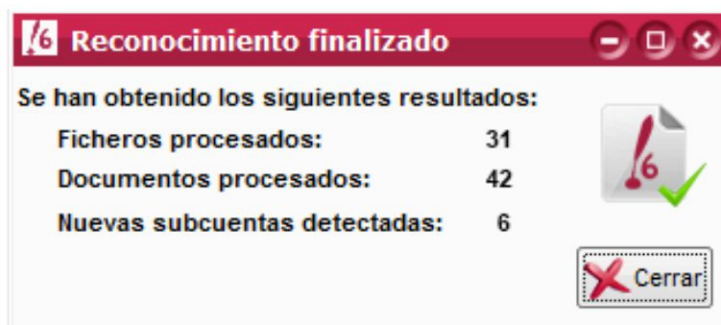 Reconocimiento finalizado
Se han obtenido los siguientes resultados:
Ficheros procesados: 31
Documentos procesados: 42
Nuevas subcuentas detectadas: 6
6
Cerrar